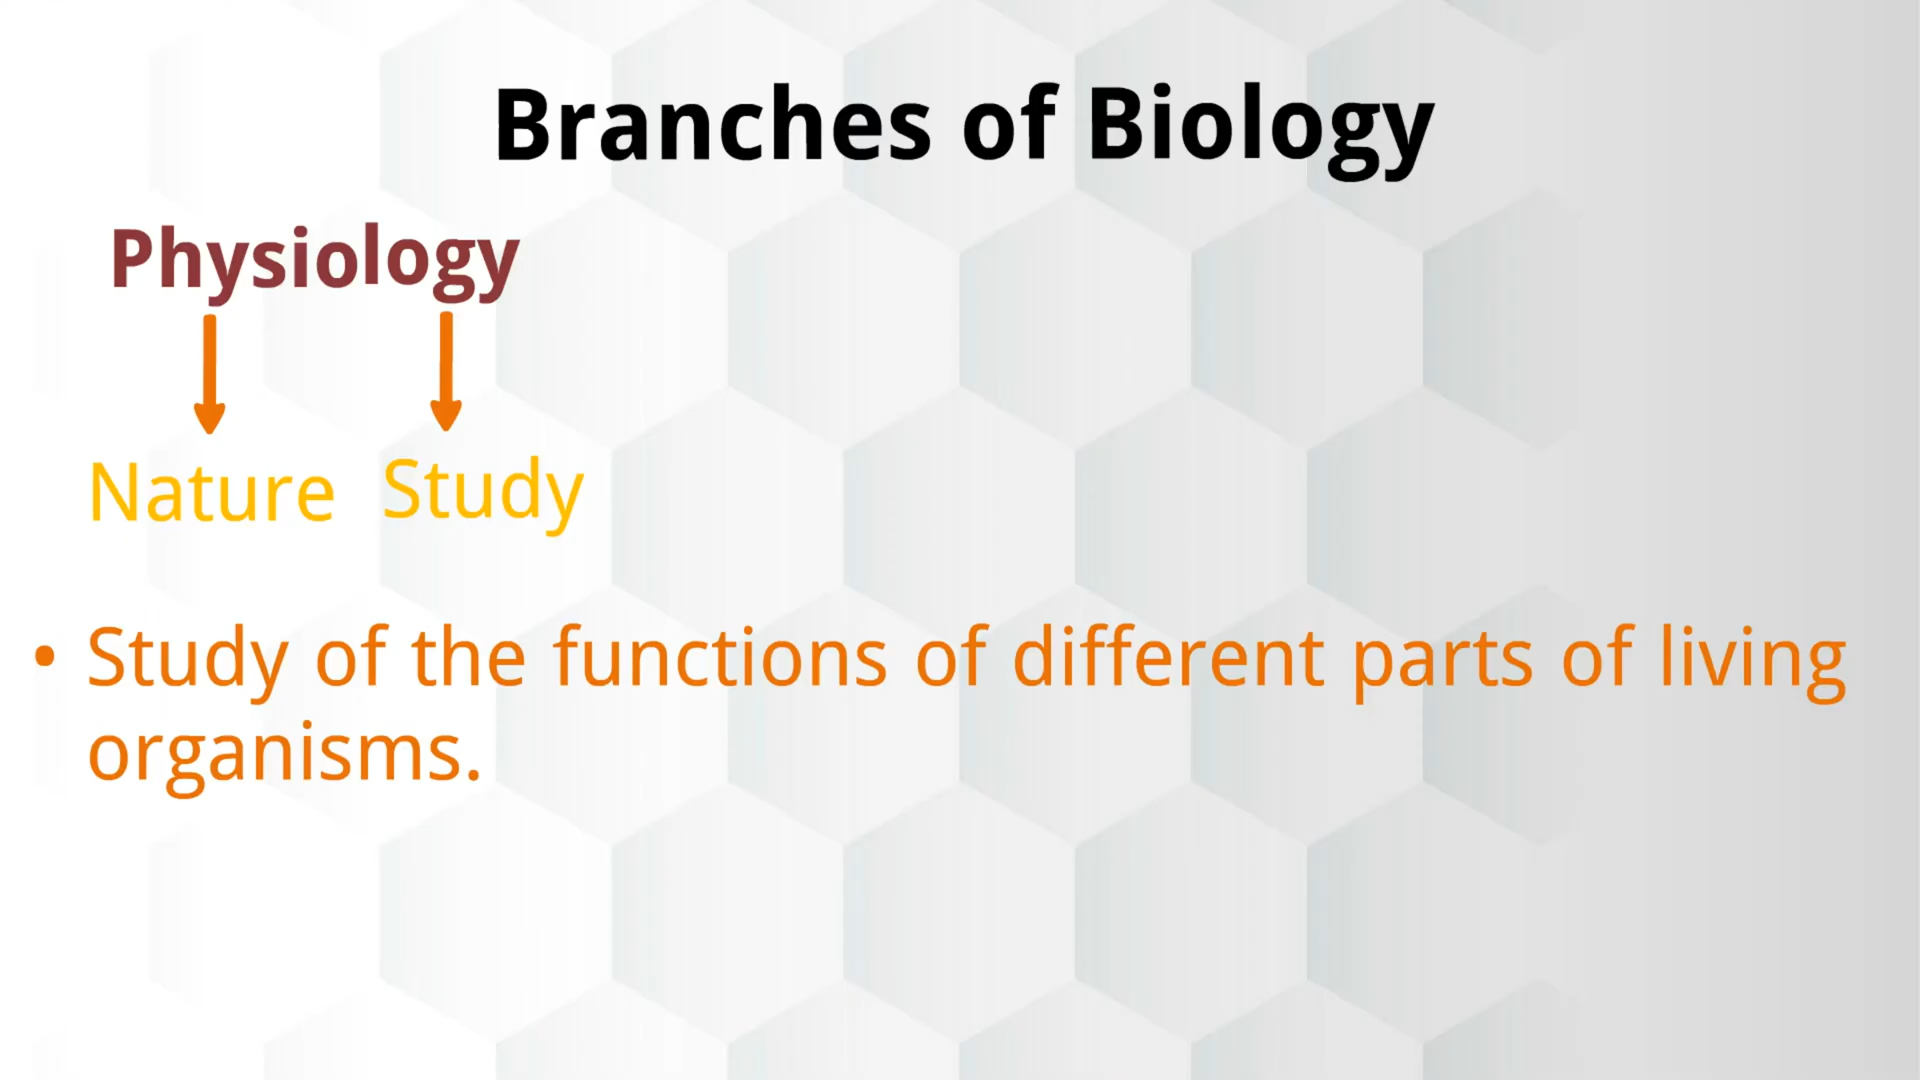 Branches of Biology
Physiology
Nature Study
• Study of the functions of different parts of living
organisms.